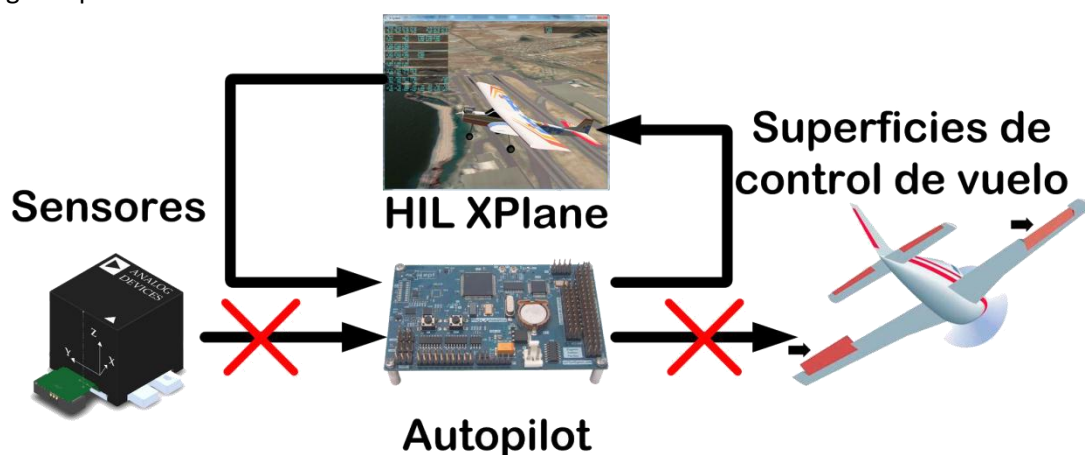 Superficies de
control de vuelo
Sensores
HIL XPlane
ANALOG
DEVICES
Z
Y
X
Autopilot